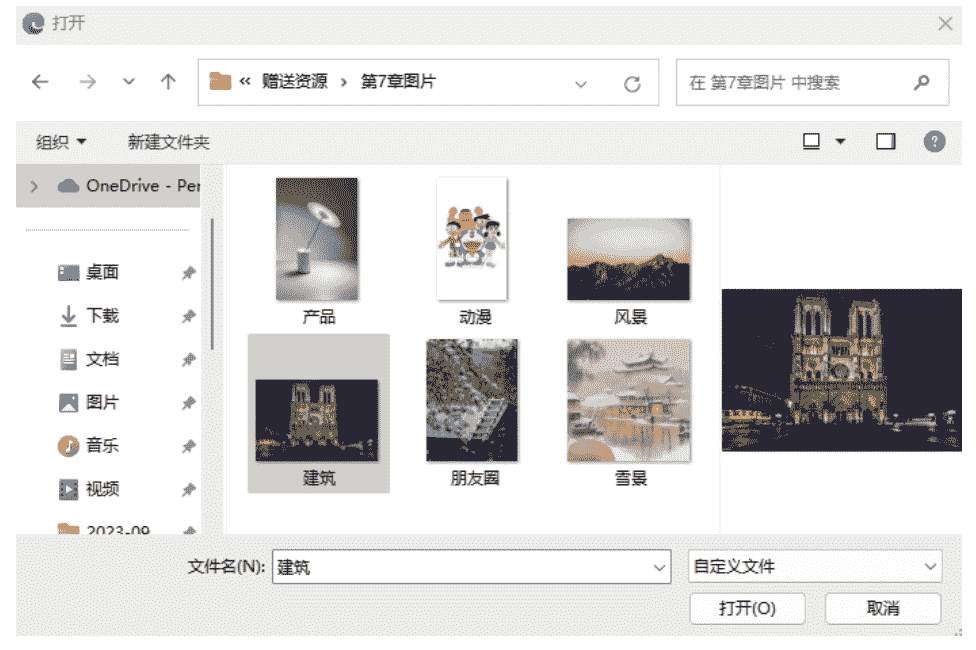 打开
« 赠送资源 › 第7章图片
在 第7章图片 中搜索
组织 新建文件夹
OneDrive - Per
桌面
下载
文档
图片
音乐
视频
2023-09
产品 动漫 风景
建筑 朋友圈 雪景
文件名(N): 建筑 自定义文件
打开(O) 取消